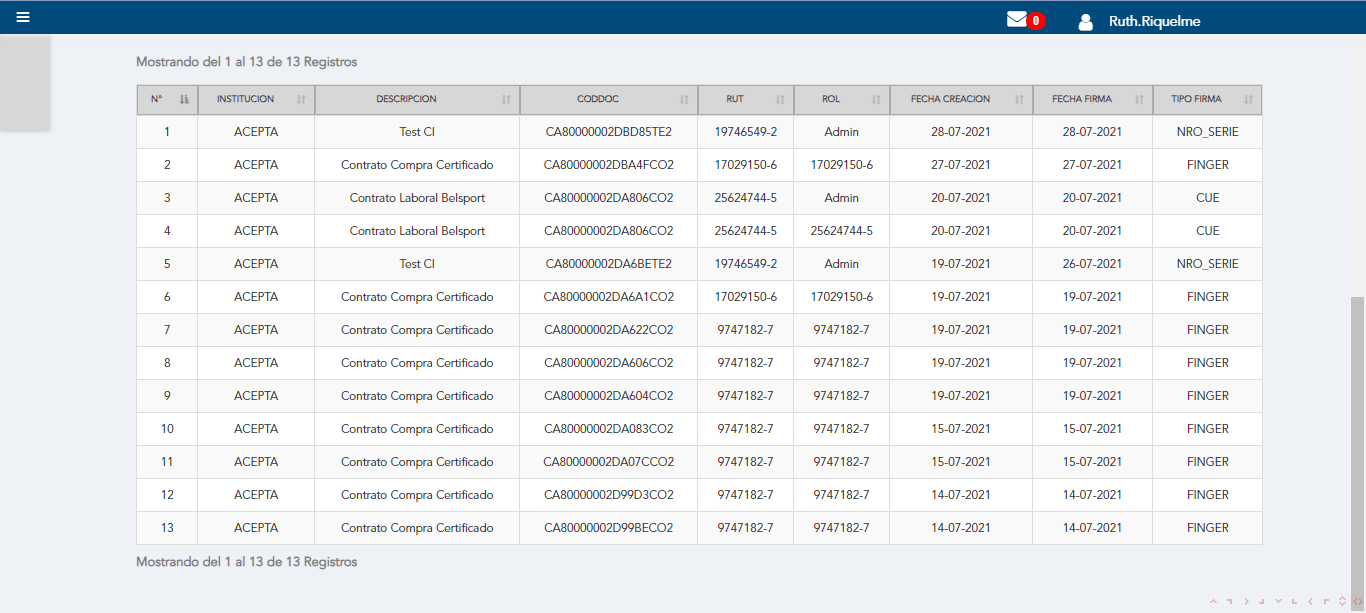 0 Ruth.Riquelme
Mostrando del 1 al 13 de 13 Registros
N° INSTITUCION DESCRIPCION CODDOC RUT ROL FECHA CREACION FECHA FIRMA TIPO FIRMA
1 ACEPTA Test CI CA80000002DBD85TE2 19746549-2 Admin 28-07-2021 28-07-2021 NRO_SERIE
2 ACEPTA Contrato Compra Certificado CA80000002DBA4FCO2 17029150-6 17029150-6 27-07-2021 27-07-2021 FINGER
3 ACEPTA Contrato Laboral Belsport CA80000002DA806CO2 25624744-5 Admin 20-07-2021 20-07-2021 CUE
4 ACEPTA Contrato Laboral Belsport CA80000002DA806CO2 25624744-5 25624744-5 20-07-2021 20-07-2021 CUE
5 ACEPTA Test CI CA80000002DA6BETE2 19746549-2 Admin 19-07-2021 26-07-2021 NRO_SERIE
6 ACEPTA Contrato Compra Certificado CA80000002DA6A1CO2 17029150-6 17029150-6 19-07-2021 19-07-2021 FINGER
7 ACEPTA Contrato Compra Certificado CA80000002DA622CO2 9747182-7 9747182-7 19-07-2021 19-07-2021 FINGER
8 ACEPTA Contrato Compra Certificado CA80000002DA606CO2 9747182-7 9747182-7 19-07-2021 19-07-2021 FINGER
9 ACEPTA Contrato Compra Certificado CA80000002DA604CO2 9747182-7 9747182-7 19-07-2021 19-07-2021 FINGER
10 ACEPTA Contrato Compra Certificado CA80000002DA083CO2 9747182-7 9747182-7 15-07-2021 15-07-2021 FINGER
11 ACEPTA Contrato Compra Certificado CA80000002DA07CCO2 9747182-7 9747182-7 15-07-2021 15-07-2021 FINGER
12 ACEPTA Contrato Compra Certificado CA80000002D99D3CO2 9747182-7 9747182-7 14-07-2021 14-07-2021 FINGER
13 ACEPTA Contrato Compra Certificado CA80000002D99BECO2 9747182-7 9747182-7 14-07-2021 14-07-2021 FINGER
Mostrando del 1 al 13 de 13 Registros